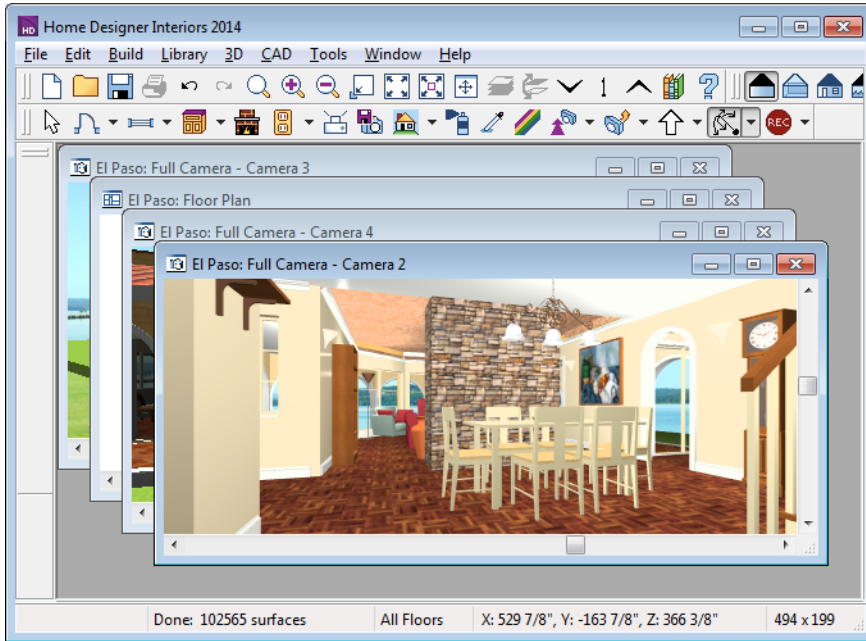 HD Home Designer Interiors 2014
File Edit Build Library 3D CAD Tools Window Help
1
REC
El Paso: Full Camera - Camera 3
El Paso: Floor Plan
El Paso: Full Camera - Camera 4
El Paso: Full Camera - Camera 2
Done: 102565 surfaces All Floors X: 529 7/8", Y: -163 7/8", Z: 366 3/8" 494 x 199